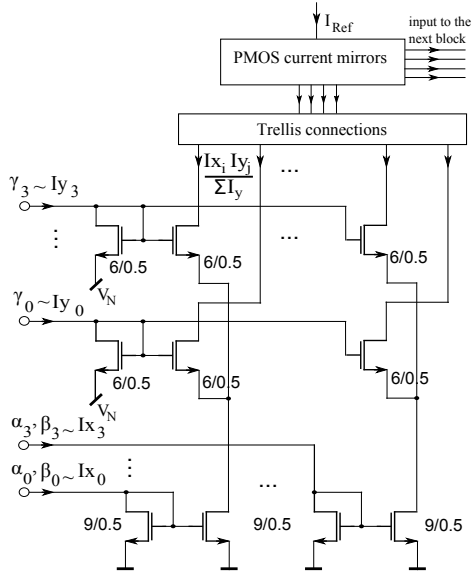 I_Ref
input to the
next block
PMOS current mirrors
Trellis connections
Ix_i Iy_j
ΣI_y
...
γ_3 ~ Iy_3
...
...
6/0.5
6/0.5
6/0.5
V_N
γ_0 ~ Iy_0
6/0.5
6/0.5
6/0.5
V_N
α_3, β_3 ~ Ix_3
...
α_0, β_0 ~ Ix_0
...
9/0.5
9/0.5
9/0.5
9/0.5